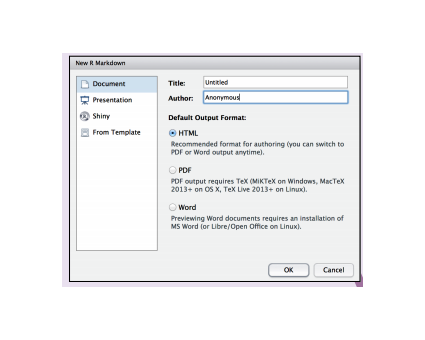 New R Markdown
Document
Presentation
Shiny
From Template
Title:
Untitled
Author:
Anonymous
Default Output Format:
HTML
Recommended format for authoring (you can switch to
PDF or Word output anytime).
PDF
PDF output requires TeX (MiKTeX on Windows, MacTeX
2013+ on OS X, TeX Live 2013+ on Linux).
Word
Previewing Word documents requires an installation of
MS Word (or Libre/Open Office on Linux).
OK
Cancel